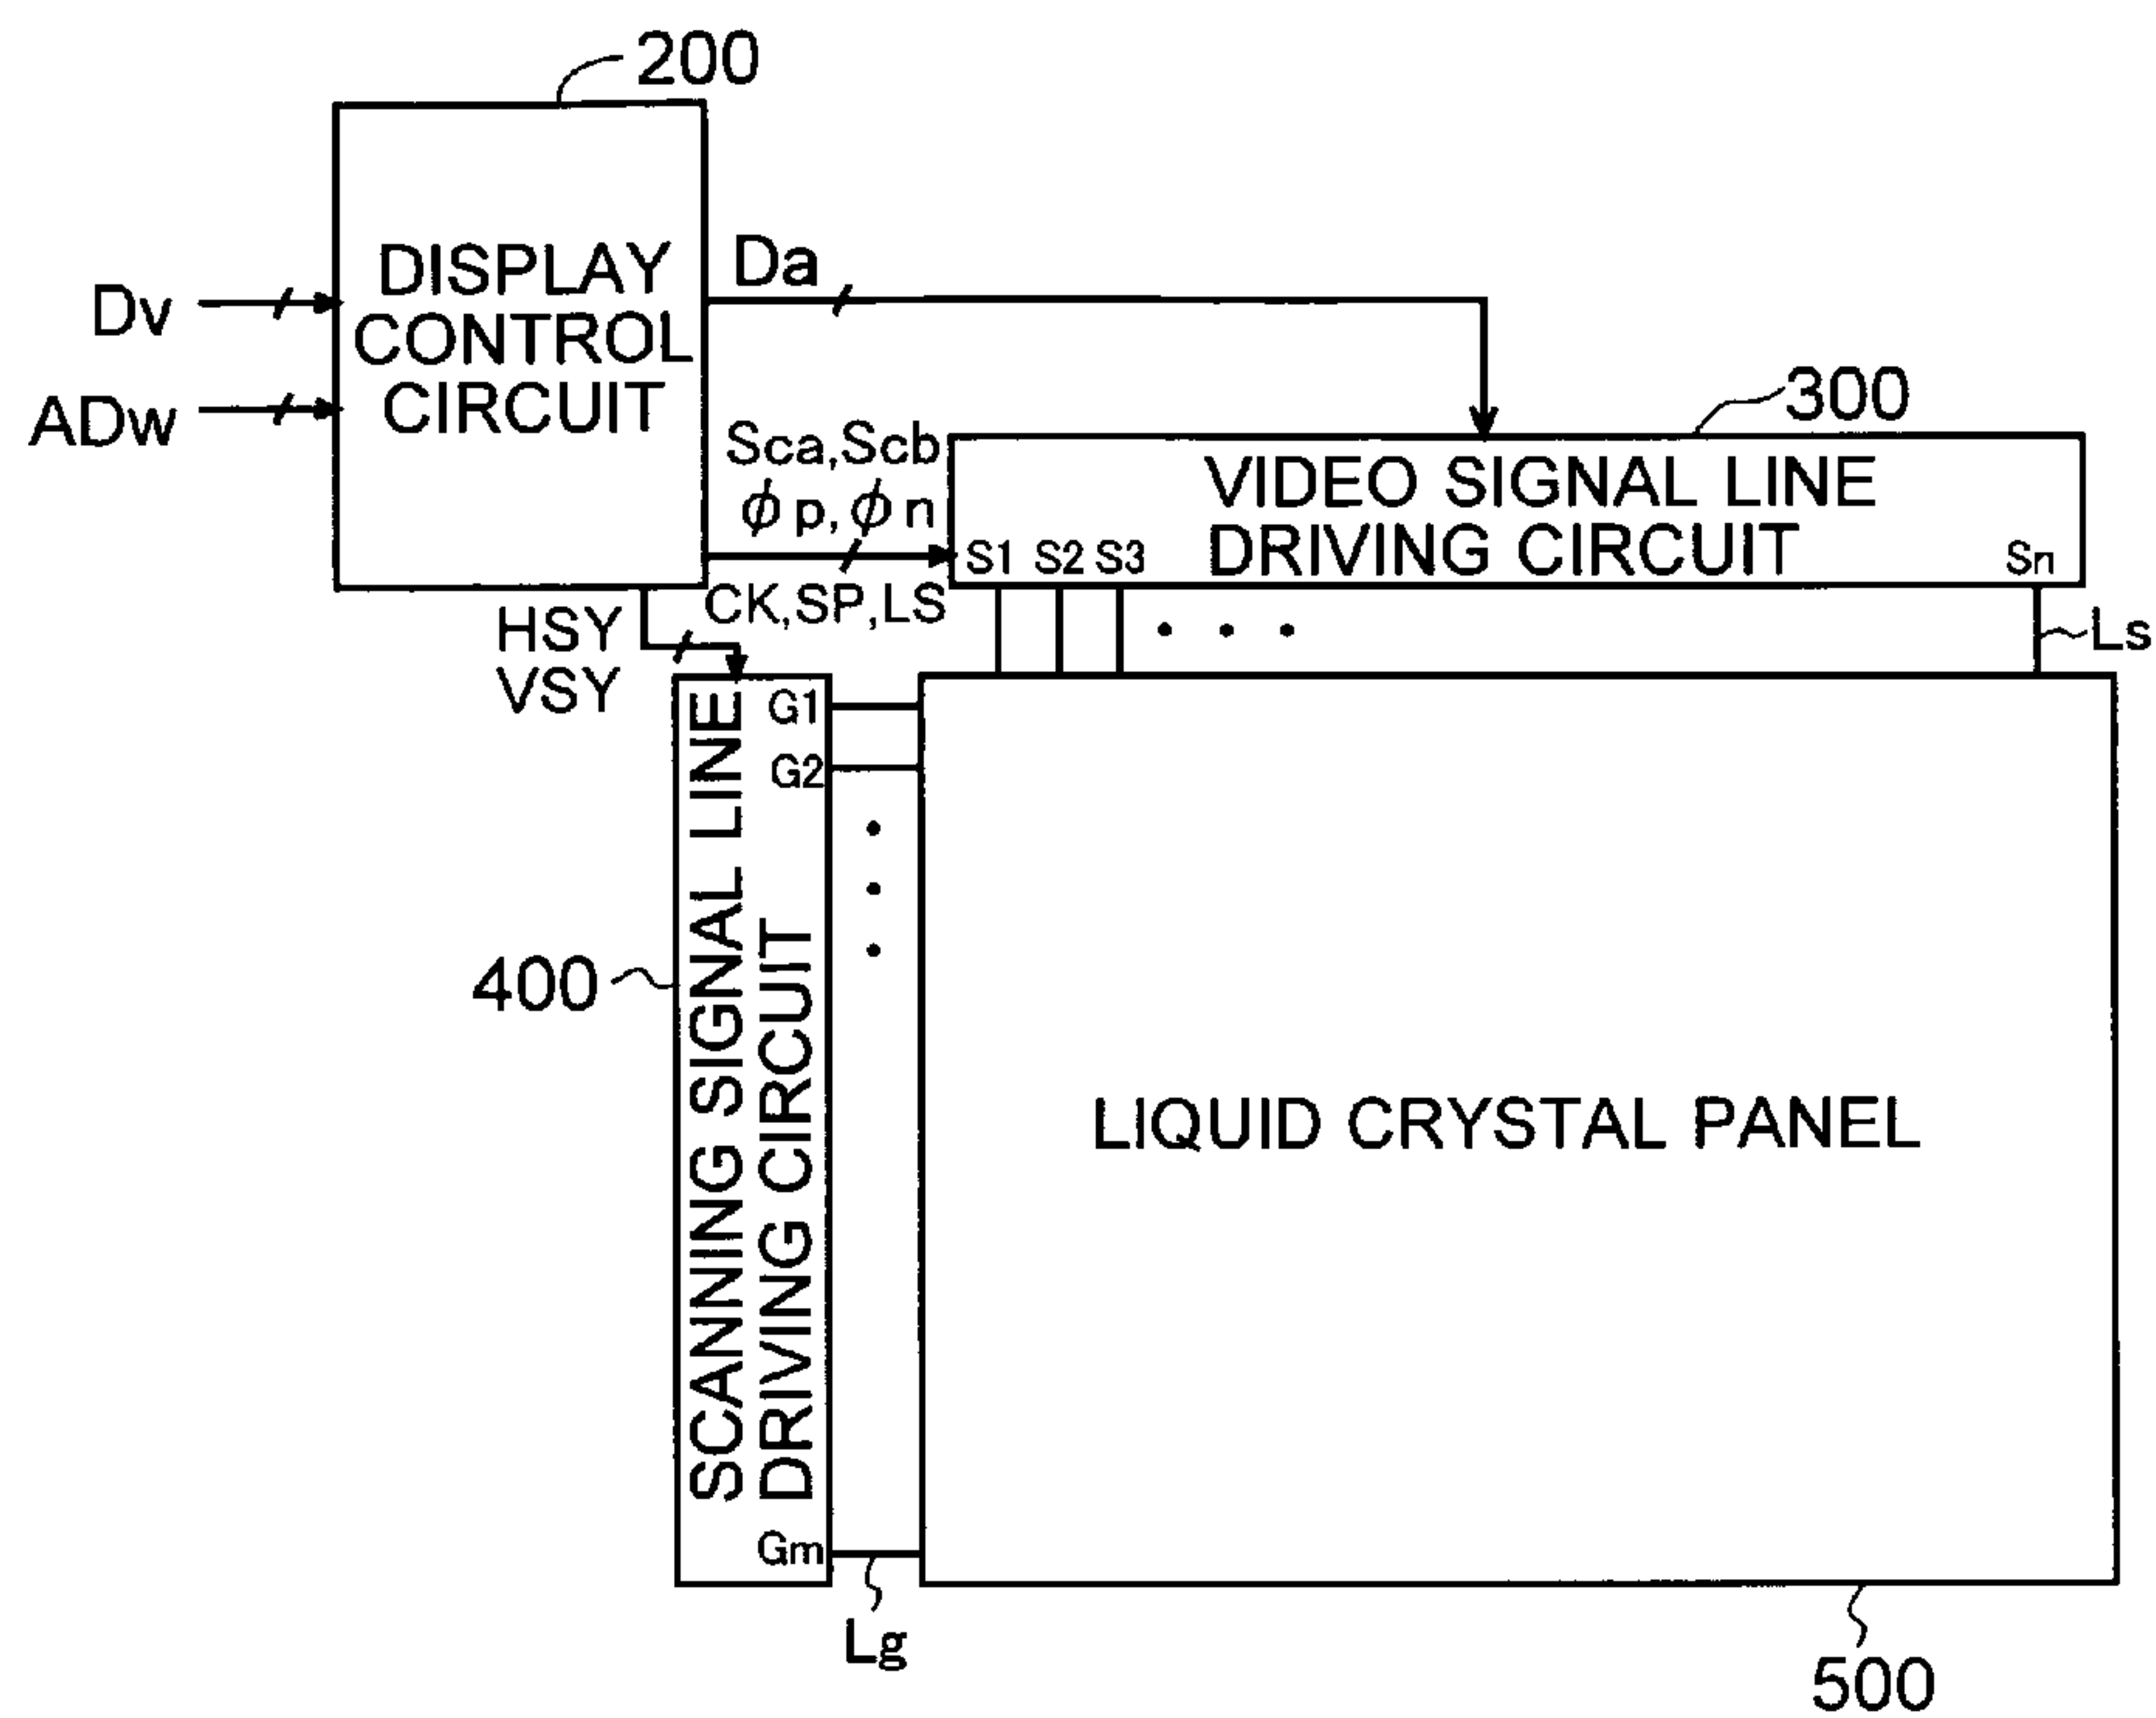 200
DISPLAY
CONTROL
CIRCUIT
Dv
ADw
Da
300
Sca,Scb
ϕp,ϕn
CK,SP,LS
VIDEO SIGNAL LINE
DRIVING CIRCUIT
S1 S2 S3 Sn
Ls
HSY
VSY
G1
G2
SCANNING SIGNAL LINE
DRIVING CIRCUIT
400
LIQUID CRYSTAL PANEL
Gm
Lg
500